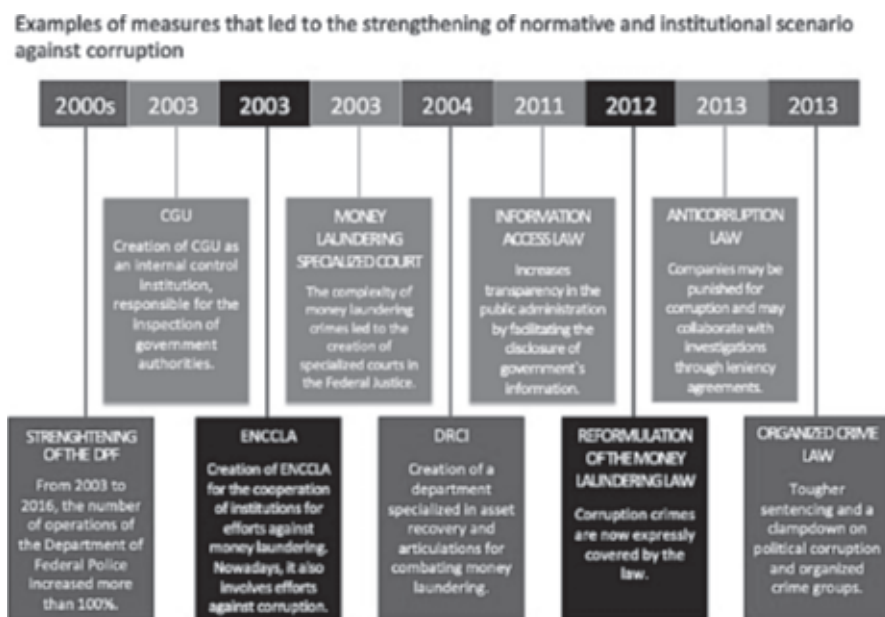 Examples of measures that led to the strengthening of normative and institutional scenario
against corruption
2000s
2003
2003
2003
2004
2011
2012
2013
2013
CGU
Creation of CGU as
an internal control
institution,
responsible for the
inspection of
government
authorities.
MONEY
LAUNDERING
SPECIALIZED COURT
The complexity of
money laundering
crimes led to the
creation of
specialized courts in
the Federal Justice.
INFORMATION
ACCESS LAW
Increases
transparency in the
public administration
by facilitating the
disclosure of
government's
information.
ANTICORRUPTION
LAW
Companies may be
punished for
corruption and may
collaborate with
investigations
through leniency
agreements.
STRENGHTENING
OF THE DPF
From 2003 to
2016, the number
of operations of
the Department of
Federal Police
increased more
than 100%.
ENCCLA
Creation of ENCCLA
for the cooperation
of institutions for
efforts against
money laundering.
Nowadays, it also
involves efforts
against corruption.
DRCI
Creation of a
department
specialized in asset
recovery and
articulations for
combating money
laundering.
REFORMULATION
OF THE MONEY
LAUNDERING LAW
Corruption crimes
are now expressly
covered by the
law.
ORGANIZED CRIME
LAW
Tougher
sentencing and a
clampdown on
political corruption
and organized
crime groups.